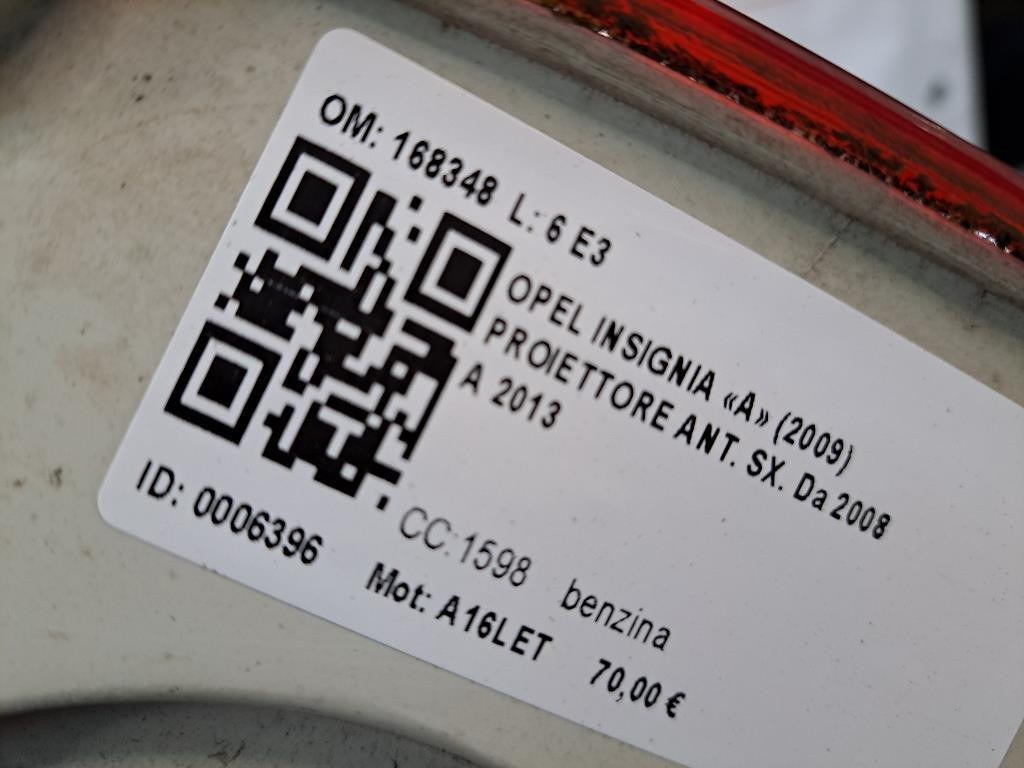 OM: 168348 L: 6 E3
OPEL INSIGNIA «A» (2009)
PROIETTORE ANT. SX. Da 2008
A 2013
ID: 0006396
CC:1598 benzina
Mot: A16LET 70,00 €